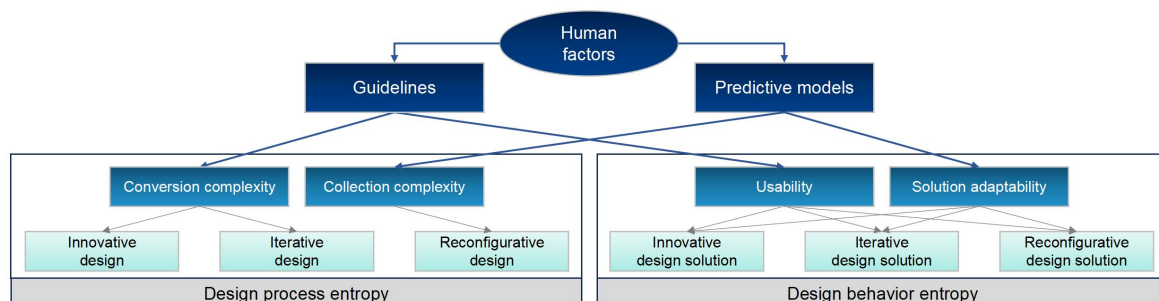 Human
factors
Guidelines
Predictive models
Conversion complexity
Collection complexity
Usability
Solution adaptability
Innovative
design
Iterative
design
Reconfigurative
design
Innovative
design solution
Iterative
design solution
Reconfigurative
design solution
Design process entropy
Design behavior entropy